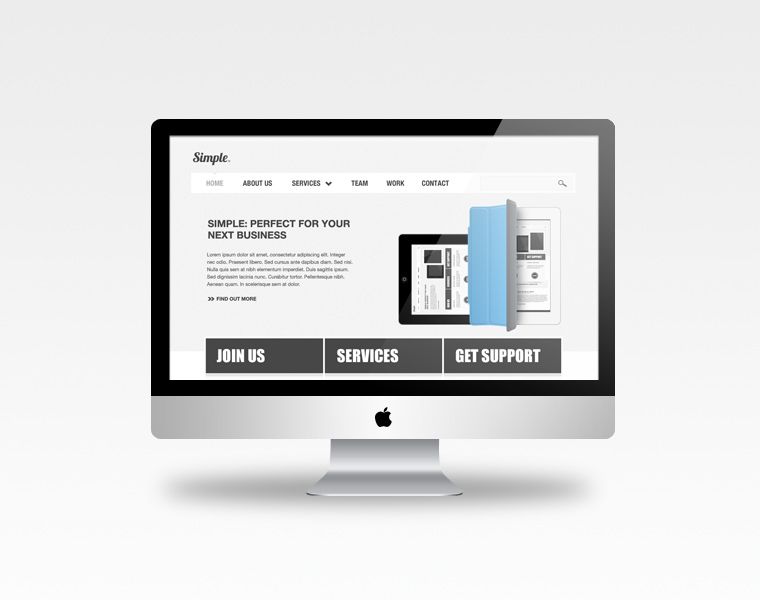 Simple.
HOME ABOUT US SERVICES TEAM WORK CONTACT
SIMPLE: PERFECT FOR YOUR
NEXT BUSINESS
Lorem ipsum dolor sit amet, consectetur adipiscing elit. Integer
nec odio. Praesent libero. Sed cursus ante dapibus diam. Sed nisi.
Nulla quis sem at nibh elementum imperdiet. Duis sagittis ipsum.
Sed dignissim lacinia nunc. Curabitur tortor. Pellentesque nibh.
Aenean quam. In scelerisque sem at dolor.
FIND OUT MORE
JOIN US SERVICES GET SUPPORT